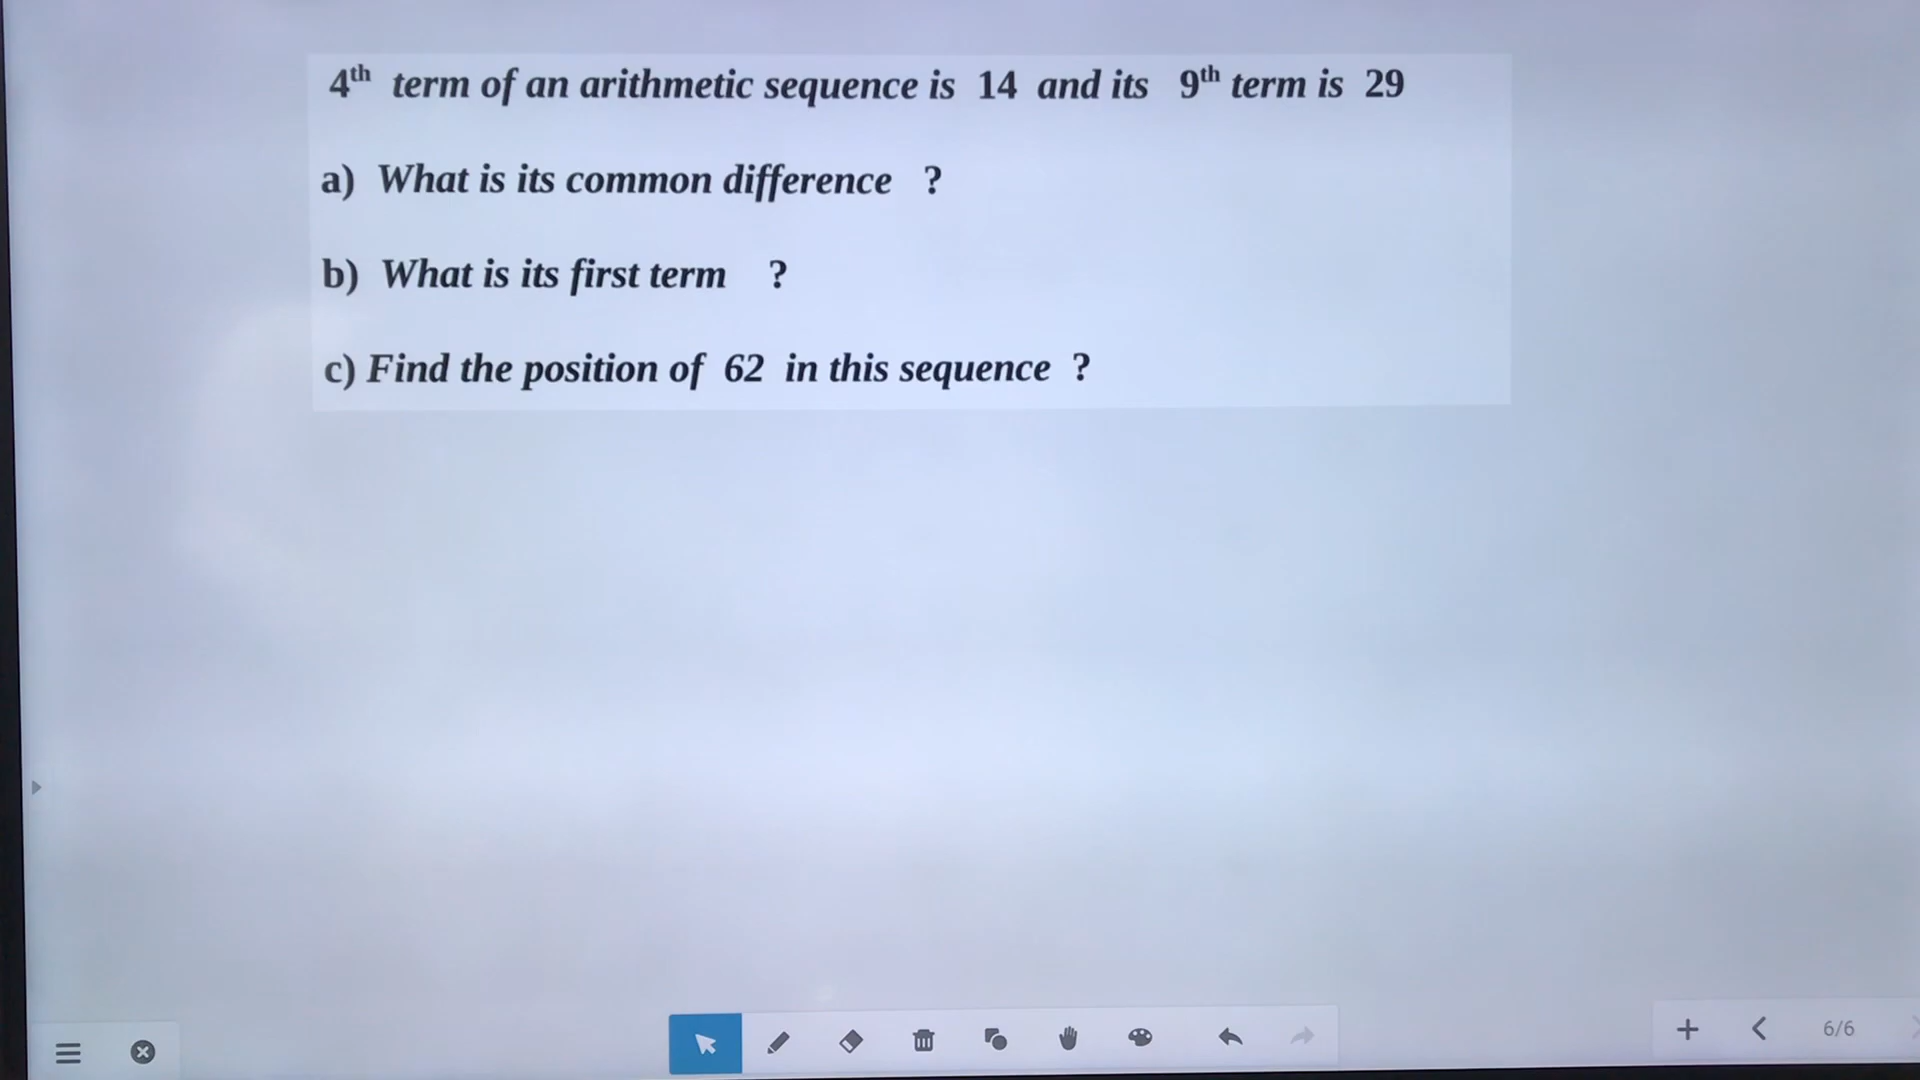 4th term of an arithmetic sequence is 14 and its 9th term is 29
a) What is its common difference ?
b) What is its first term ?
c) Find the position of 62 in this sequence ?
6/6